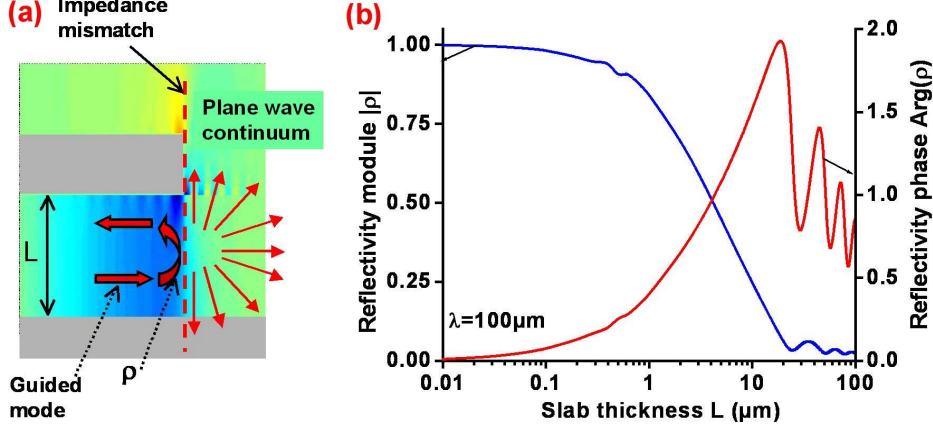 (a)
Impedance
mismatch
Plane wave
continuum
L
Guided
mode
ρ
(b)
Reflectivity module |ρ|
1.00
0.75
0.50
0.25
0.00
λ=100μm
0.01
0.1
1
10
100
Slab thickness L (μm)
2.0
1.5
1.0
0.5
0.0
Reflectivity phase Arg(ρ)